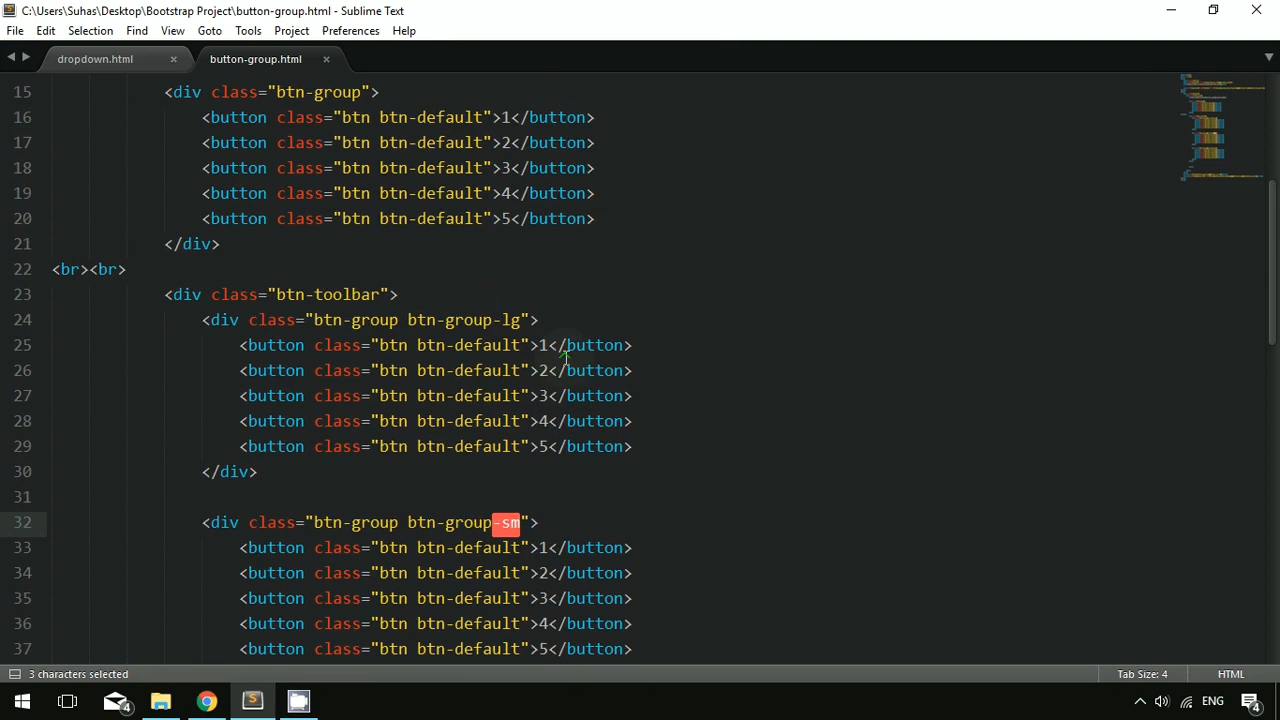 C:\Users\Suhas\Desktop\Bootstrap Project\button-group.html - Sublime Text
File Edit Selection Find View Goto Tools Project Preferences Help
dropdown.html × button-group.html ×
15 <div class="btn-group">
16 <button class="btn btn-default">1</button>
17 <button class="btn btn-default">2</button>
18 <button class="btn btn-default">3</button>
19 <button class="btn btn-default">4</button>
20 <button class="btn btn-default">5</button>
21 </div>
22 <br><br>
23 <div class="btn-toolbar">
24 <div class="btn-group btn-group-lg">
25 <button class="btn btn-default">1</button>
26 <button class="btn btn-default">2</button>
27 <button class="btn btn-default">3</button>
28 <button class="btn btn-default">4</button>
29 <button class="btn btn-default">5</button>
30 </div>
31
32 <div class="btn-group btn-group-sm">
33 <button class="btn btn-default">1</button>
34 <button class="btn btn-default">2</button>
35 <button class="btn btn-default">3</button>
36 <button class="btn btn-default">4</button>
37 <button class="btn btn-default">5</button>
3 characters selected Tab Size: 4 HTML
4 ENG 4